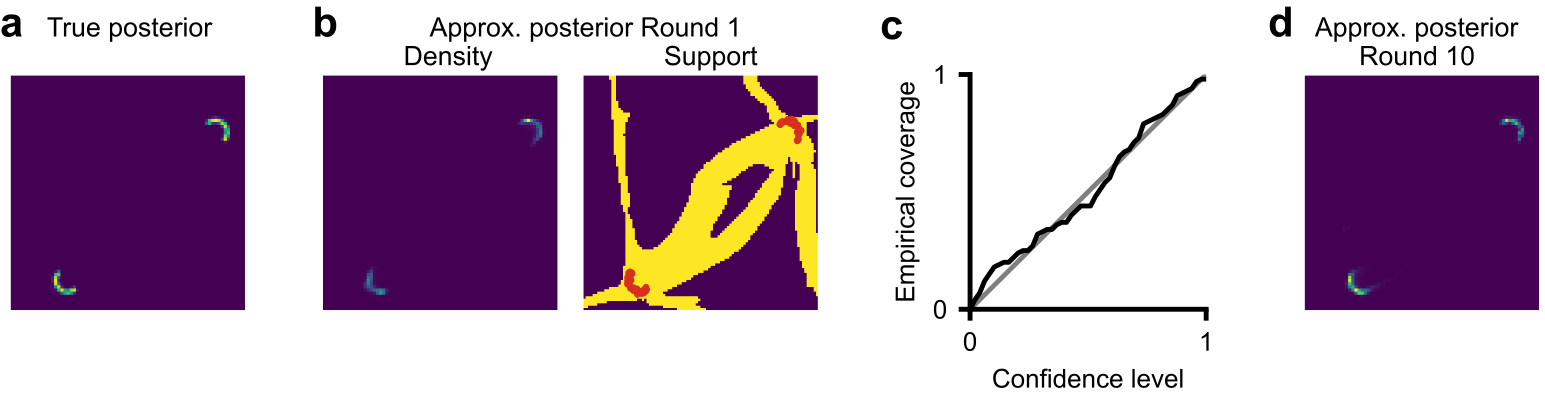 a True posterior
b Approx. posterior Round 1
Density Support
c
Empirical coverage
1
0
0 1
Confidence level
d Approx. posterior
Round 10